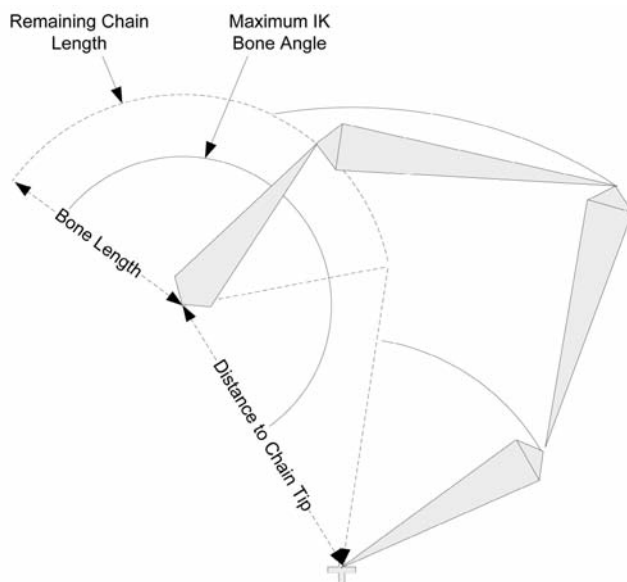 Remaining Chain
Length
Maximum IK
Bone Angle
Bone Length
Distance to Chain Tip